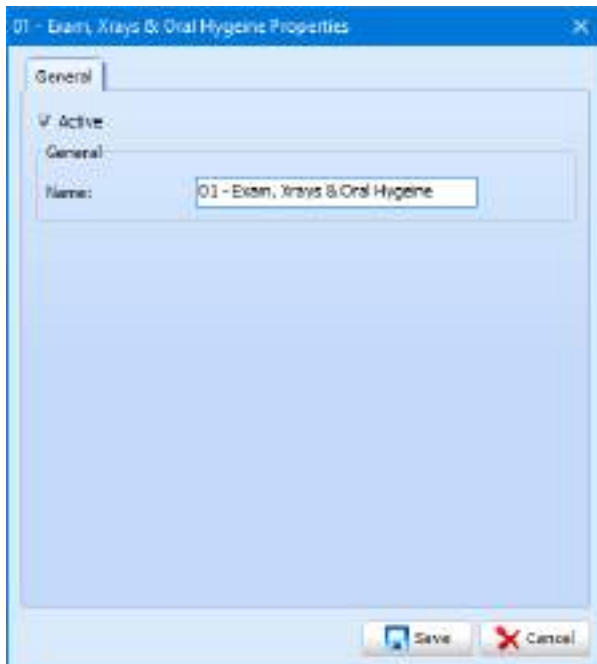 01 - Exam, Xrays & Oral Hygeine Properties
General
Active
General
Name: 01 - Exam, Xrays & Oral Hygeine
Save Cancel